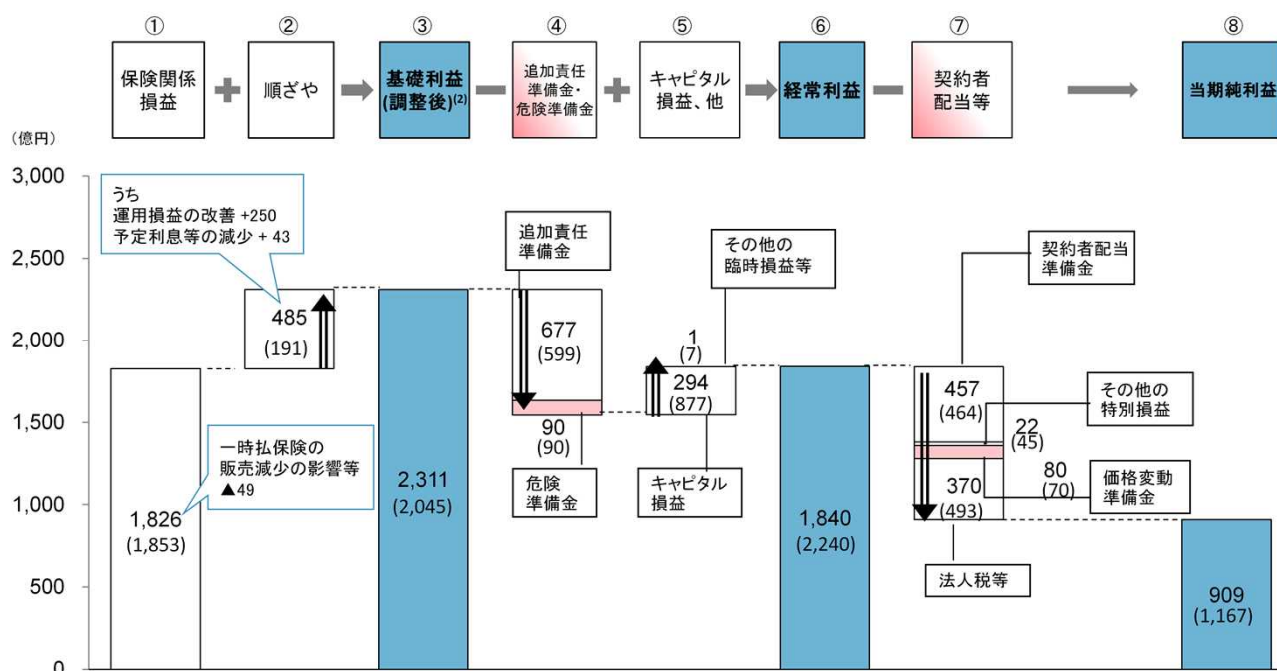 ① ② ③ ④ ⑤ ⑥ ⑦ ⑧
保険関係
損益
順ざや
基礎利益
(調整後)(2)
追加責任
準備金・
危険準備金
キャピタル
損益、他
経常利益
契約者
配当等
当期純利益
(億円)
3,000
2,500
2,000
1,500
1,000
500
0
うち
運用損益の改善 +250
予定利息等の減少 + 43
485
(191)
一時払保険の
販売減少の影響等
▲49
1,826
(1,853)
2,311
(2,045)
追加責任
準備金
677
(599)
90
(90)
危険
準備金
その他の
臨時損益等
1
(7)
294
(877)
キャピタル
損益
1,840
(2,240)
契約者配当
準備金
457
(464)
その他の
特別損益
22
(45)
80
(70)
価格変動
準備金
370
(493)
法人税等
909
(1,167)